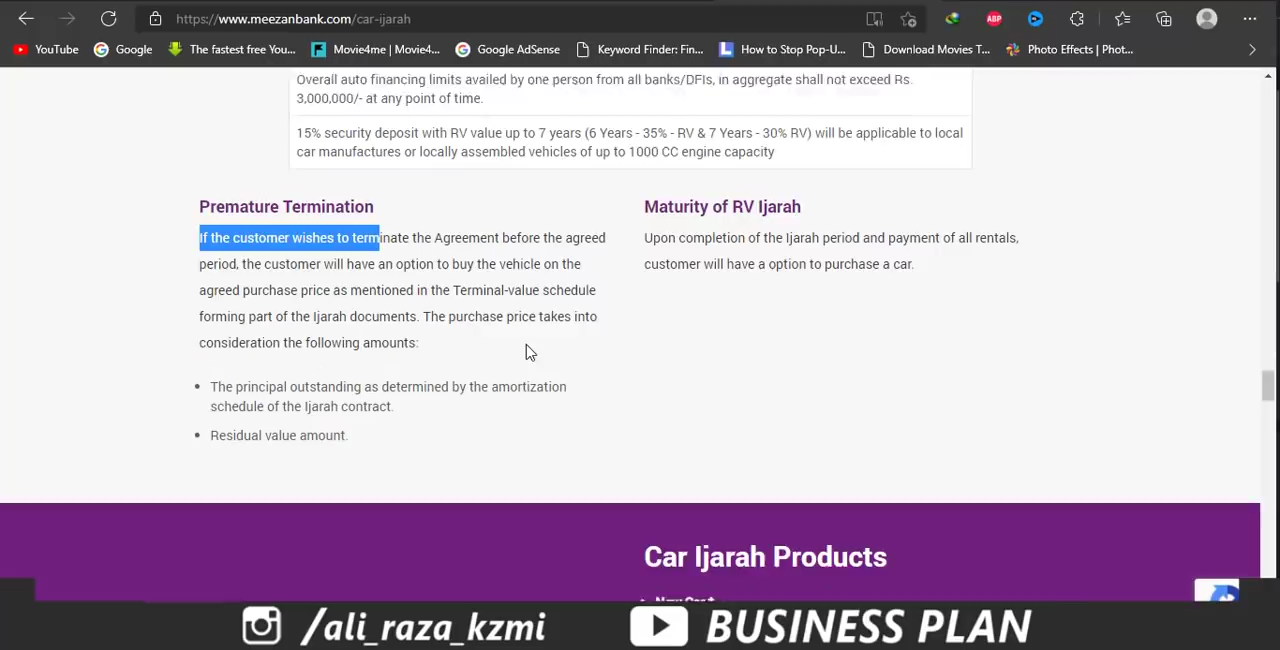 https://www.meezanbank.com/car-ijarah
YouTube
Google
The fastest free You...
Movie4me | Movie4...
Google AdSense
Keyword Finder: Fin...
How to Stop Pop-U...
Download Movies T...
Photo Effects | Phot...
ABP
Overall auto financing limits availed by one person from all banks/DFIs, in aggregate shall not exceed Rs.
3,000,000/- at any point of time.
15% security deposit with RV value up to 7 years (6 Years - 35% - RV & 7 Years - 30% RV) will be applicable to local
car manufactures or locally assembled vehicles of up to 1000 CC engine capacity
Premature Termination
If the customer wishes to terminate the Agreement before the agreed
period, the customer will have an option to buy the vehicle on the
agreed purchase price as mentioned in the Terminal-value schedule
forming part of the Ijarah documents. The purchase price takes into
consideration the following amounts:
• The principal outstanding as determined by the amortization
schedule of the Ijarah contract.
• Residual value amount.
Maturity of RV Ijarah
Upon completion of the Ijarah period and payment of all rentals,
customer will have a option to purchase a car.
Car Ijarah Products
/ali_raza_kzmi
BUSINESS PLAN